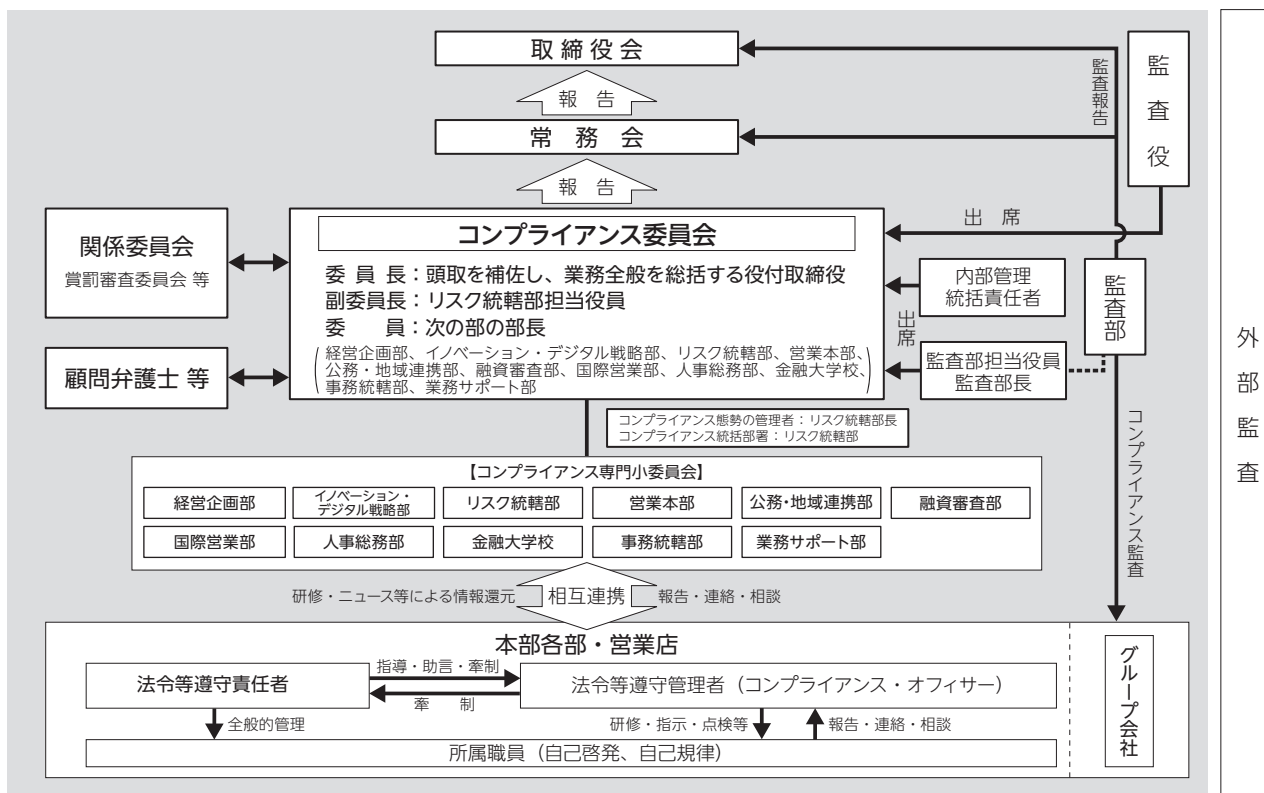 取締役会
報告
常務会
報告
監査報告
監査役
出席
関係委員会
賞罰審査委員会 等
顧問弁護士 等
コンプライアンス委員会
委員長：頭取を補佐し、業務全般を総括する役付取締役
副委員長：リスク統轄部担当役員
委員：次の部の部長
（経営企画部、イノベーション・デジタル戦略部、リスク統轄部、営業本部、
公務・地域連携部、融資審査部、国際営業部、人事総務部、金融大学校、
事務統轄部、業務サポート部）
内部管理
統括責任者
出席
監査部担当役員
監査部長
監査部
コンプライアンス監査
外部監査
コンプライアンス態勢の管理者：リスク統轄部長
コンプライアンス統括部署：リスク統轄部
【コンプライアンス専門小委員会】
経営企画部
イノベーション・
デジタル戦略部
リスク統轄部
営業本部
公務・地域連携部
融資審査部
国際営業部
人事総務部
金融大学校
事務統轄部
業務サポート部
研修・ニュース等による情報還元
相互連携
報告・連絡・相談
本部各部・営業店
法令等遵守責任者
指導・助言・牽制
牽制
法令等遵守管理者（コンプライアンス・オフィサー）
全般的管理
研修・指示・点検等
報告・連絡・相談
所属職員（自己啓発、自己規律）
グループ会社